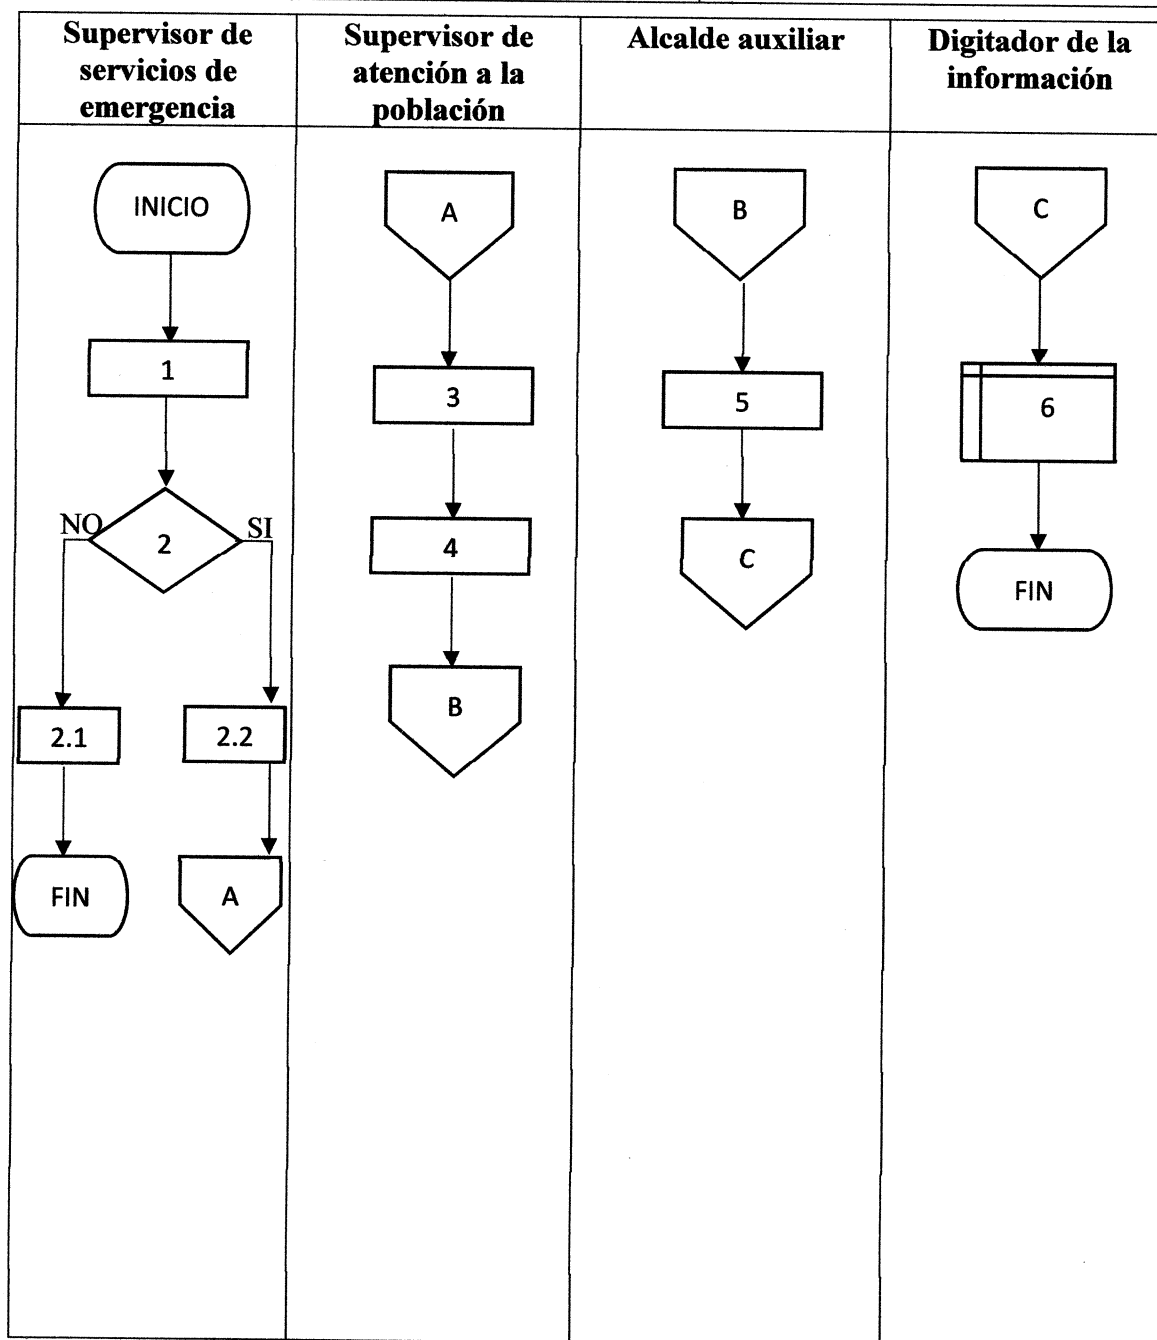 Supervisor de
servicios de
emergencia
Supervisor de
atención a la
población
Alcalde auxiliar
Digitador de la
información
INICIO
1
2
NO
SI
2.1
2.2
FIN
A
A
3
4
B
B
5
C
C
6
FIN